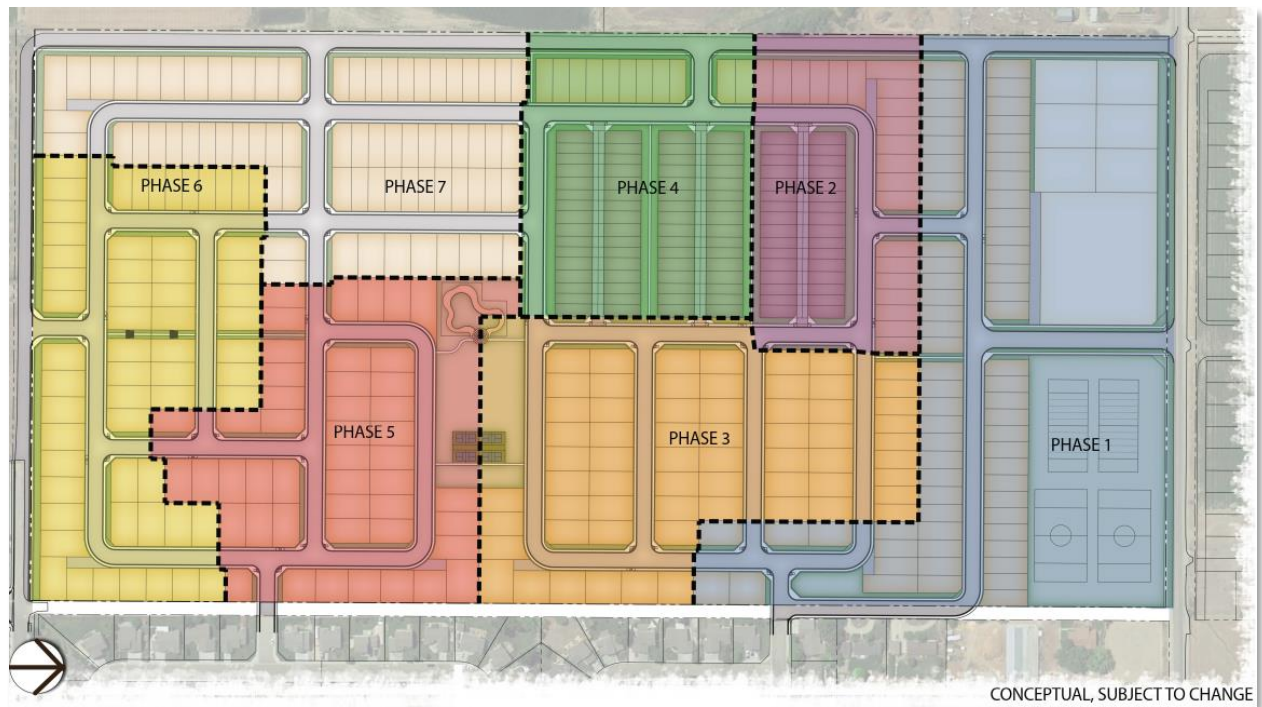 PHASE 6
PHASE 7
PHASE 4
PHASE 2
PHASE 5
PHASE 3
PHASE 1
CONCEPTUAL, SUBJECT TO CHANGE